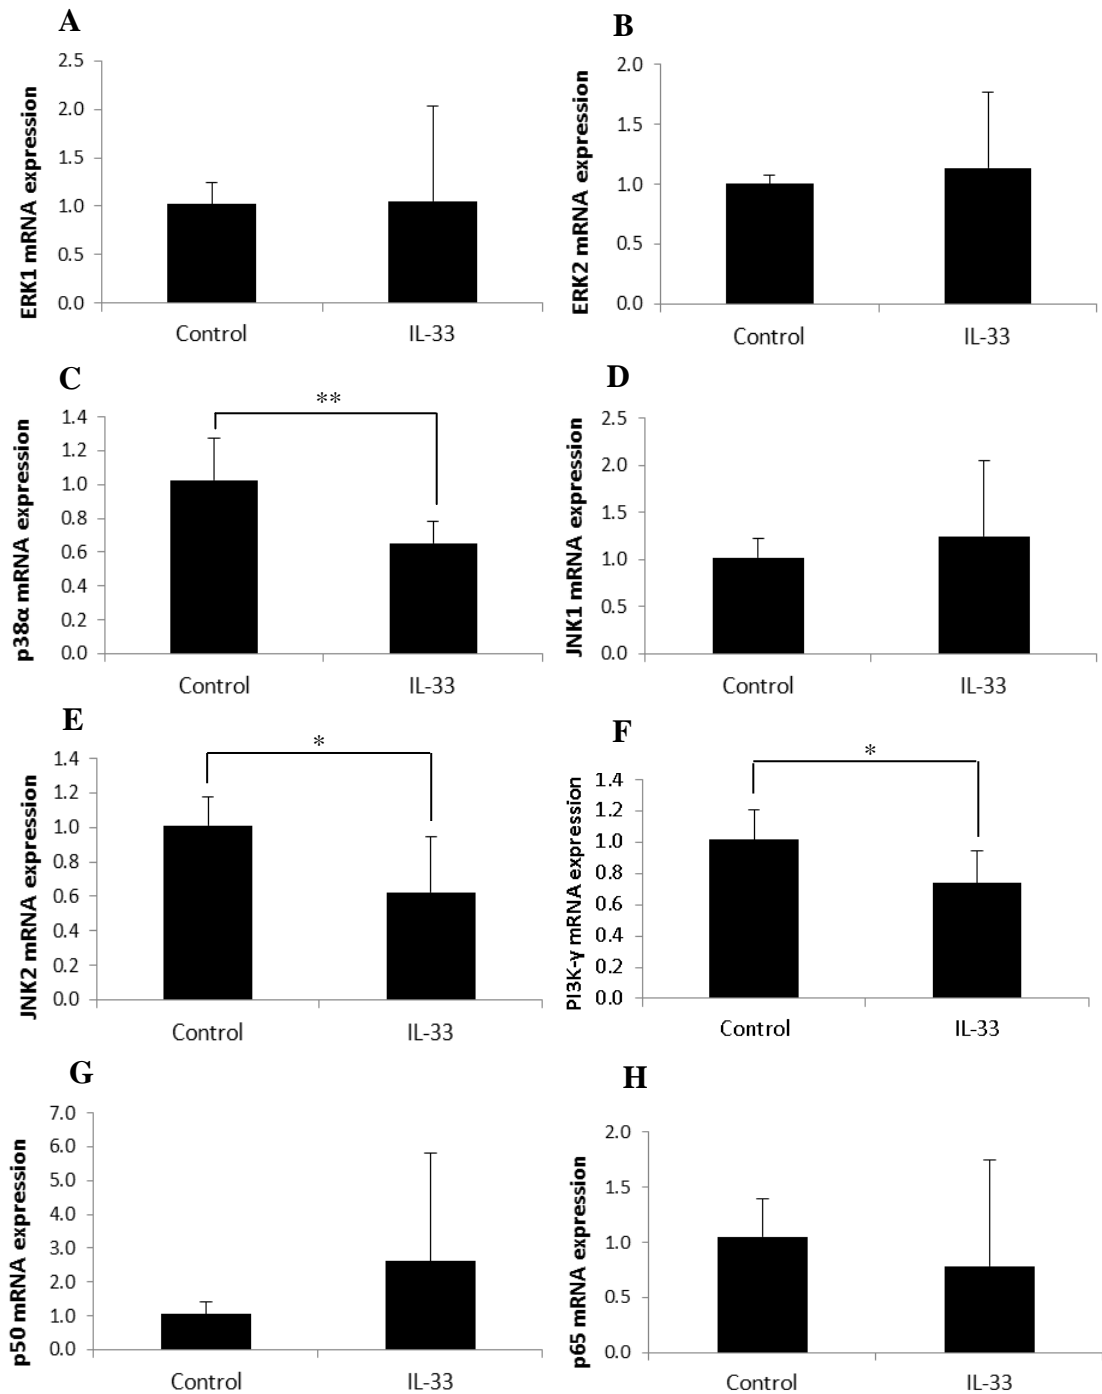 A
ERK1 mRNA expression
2.5
2.0
1.5
1.0
0.5
0.0
Control IL-33
B
ERK2 mRNA expression
2.0
1.5
1.0
0.5
0.0
Control IL-33
C
p38α mRNA expression
**
1.4
1.2
1.0
0.8
0.6
0.4
0.2
0.0
Control IL-33
D
JNK1 mRNA expression
2.5
2.0
1.5
1.0
0.5
0.0
Control IL-33
E
JNK2 mRNA expression
*
1.4
1.2
1.0
0.8
0.6
0.4
0.2
0.0
Control IL-33
F
PI3K-γ mRNA expression
*
1.4
1.2
1.0
0.8
0.6
0.4
0.2
0.0
Control IL-33
G
p50 mRNA expression
7.0
6.0
5.0
4.0
3.0
2.0
1.0
0.0
Control IL-33
H
p65 mRNA expression
2.0
1.5
1.0
0.5
0.0
Control IL-33